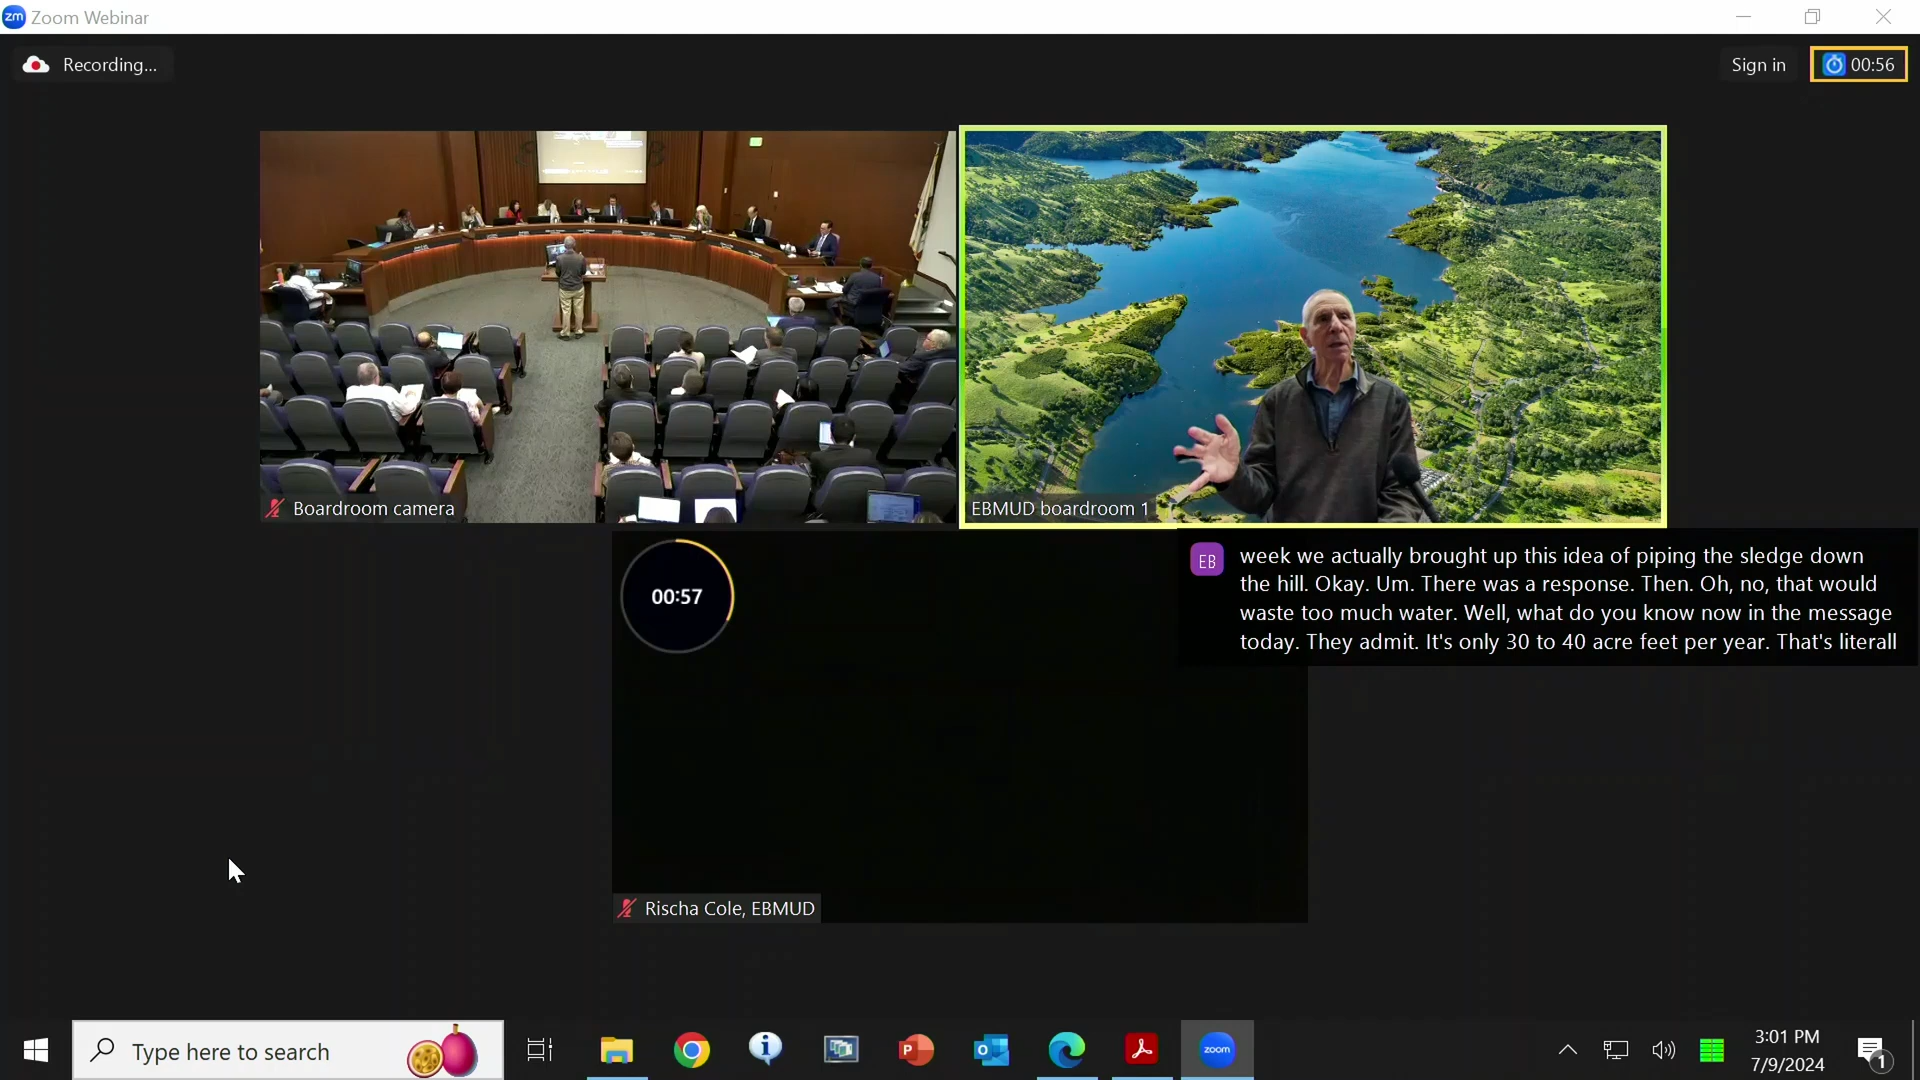 zm Zoom Webinar
Recording...
Sign in
00:56
Boardroom camera
EBMUD boardroom 1
EB
week we actually brought up this idea of piping the sledge down
the hill. Okay. Um. There was a response. Then. Oh, no, that would
waste too much water. Well, what do you know now in the message
today. They admit. It's only 30 to 40 acre feet per year. That's literall
00:57
Rischa Cole, EBMUD
Type here to search
zoom
3:01 PM
7/9/2024
1